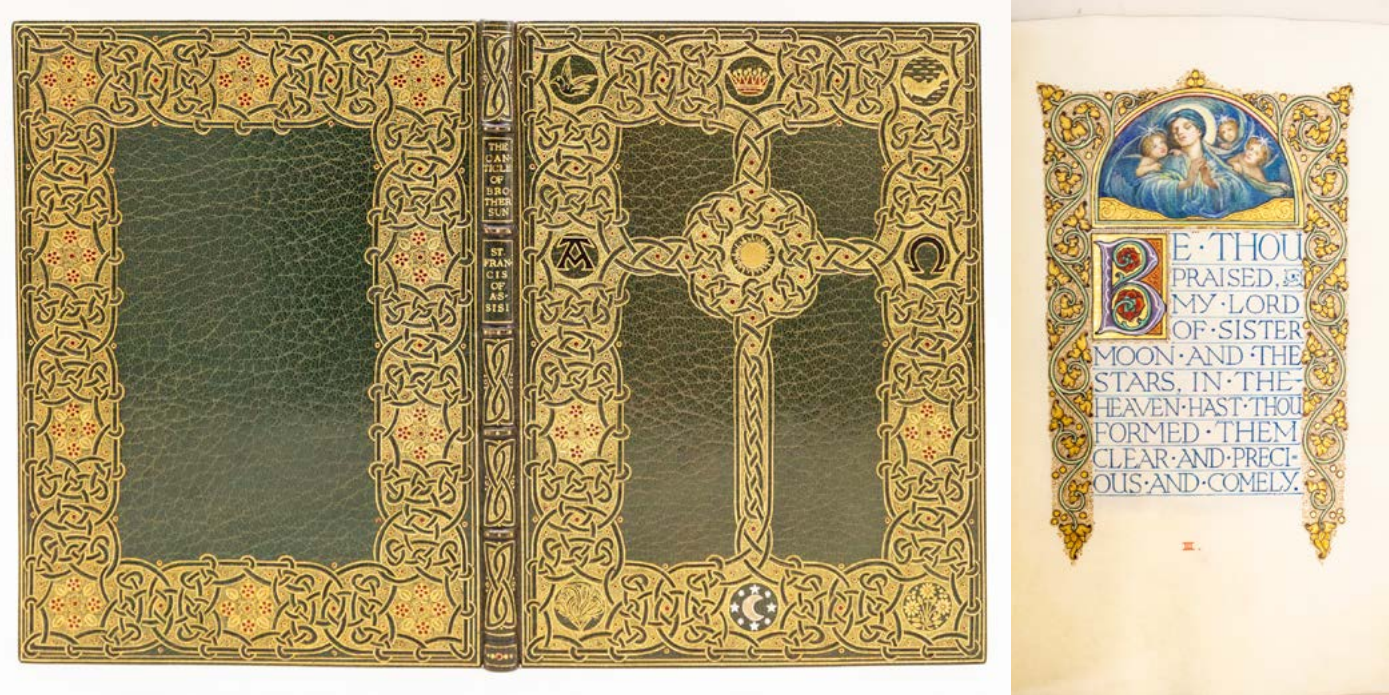 THE
CAN
TICLE
OF
BRO
THER
SUN
ST.
FRAN
CIS
OF
AS-
SISI
A
Ω
BE·THOU
PRAISED,
MY·LORD
OF·SISTER
MOON·AND·THE
STARS, IN·THE-
HEAVEN·HAST·THOU
FORMED·THEM
CLEAR·AND·PRECI-
OUS·AND·COMELY.
III.